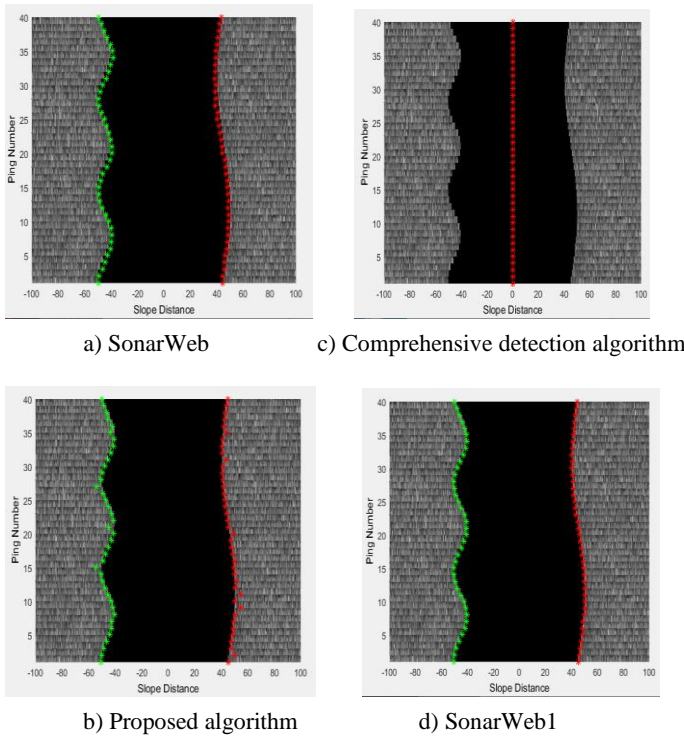 40
35
30
25
20
15
10
5
Ping Number
-100 -80 -60 -40 -20 0 20 40 60 80 100
Slope Distance
a) SonarWeb
40
35
30
25
20
15
10
5
Ping Number
-100 -80 -60 -40 -20 0 20 40 60 80 100
Slope Distance
c) Comprehensive detection algorithm
40
35
30
25
20
15
10
5
Ping Number
-100 -80 -60 -40 -20 0 20 40 60 80 100
Slope Distance
b) Proposed algorithm
40
35
30
25
20
15
10
5
Ping Number
-100 -80 -60 -40 -20 0 20 40 60 80 100
Slope Distance
d) SonarWeb1